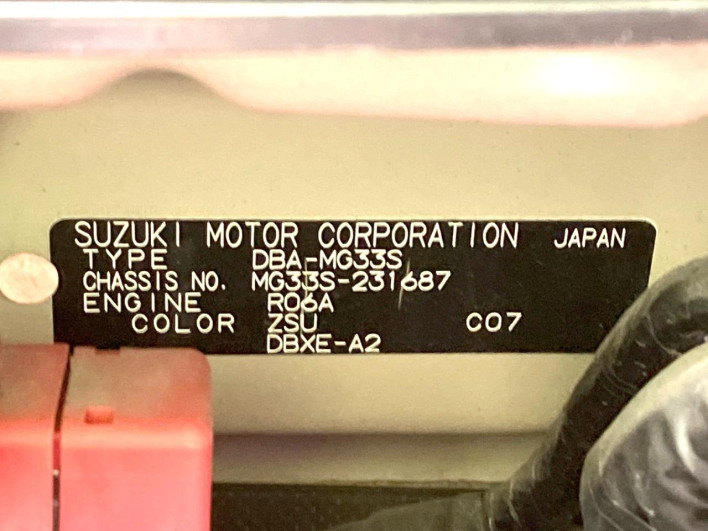 SUZUKI MOTOR CORPORATION JAPAN
TYPE DBA-MG33S
CHASSIS NO. MG33S-231687
ENGINE R06A
COLOR ZSU C07
DBXE-A2